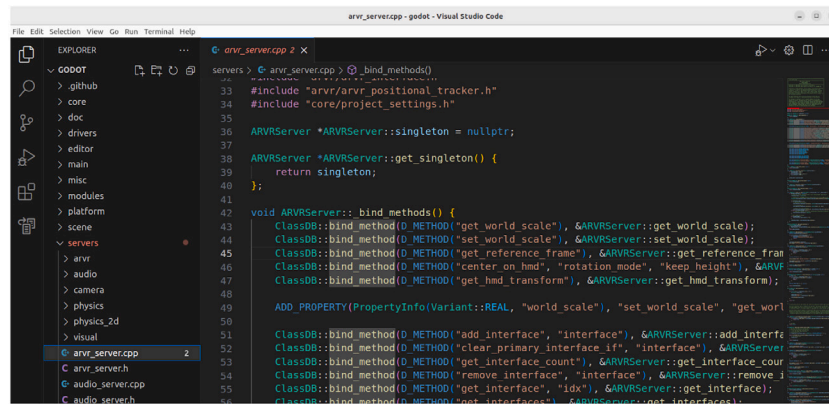 arvr_server.cpp - godot - Visual Studio Code
File Edit Selection View Go Run Terminal Help
EXPLORER
GODOT
> .github
> core
> doc
> drivers
> editor
> main
> misc
> modules
> platform
> scene
servers
> arvr
> audio
> camera
> physics
> physics_2d
> visual
arvr_server.cpp 2
C arvr_server.h
audio_server.cpp
C audio_server.h
arvr_server.cpp 2 ×
servers > arvr_server.cpp > _bind_methods()
33 #include "arvr/arvr_positional_tracker.h"
34 #include "core/project_settings.h"
35
36 ARVRServer *ARVRServer::singleton = nullptr;
37
38 ARVRServer *ARVRServer::get_singleton() {
39 return singleton;
40 };
41
42 void ARVRServer::_bind_methods() {
43 ClassDB::bind_method(D_METHOD("get_world_scale"), &ARVRServer::get_world_scale);
44 ClassDB::bind_method(D_METHOD("set_world_scale"), &ARVRServer::set_world_scale);
45 ClassDB::bind_method(D_METHOD("get_reference_frame"), &ARVRServer::get_reference_fram
46 ClassDB::bind_method(D_METHOD("center_on_hmd", "rotation_mode", "keep_height"), &ARVR
47 ClassDB::bind_method(D_METHOD("get_hmd_transform"), &ARVRServer::get_hmd_transform);
48
49 ADD_PROPERTY(PropertyInfo(Variant::REAL, "world_scale"), "set_world_scale", "get_worl
50
51 ClassDB::bind_method(D_METHOD("add_interface", "interface"), &ARVRServer::add_interfa
52 ClassDB::bind_method(D_METHOD("clear_primary_interface_if", "interface"), &ARVRServer
53 ClassDB::bind_method(D_METHOD("get_interface_count"), &ARVRServer::get_interface_coun
54 ClassDB::bind_method(D_METHOD("remove_interface", "interface"), &ARVRServer::remove_i
55 ClassDB::bind_method(D_METHOD("get_interface", "idx"), &ARVRServer::get_interface);
56 ClassDB::bind_method(D_METHOD("get_interfaces"), &ARVRServer::get_interfaces);